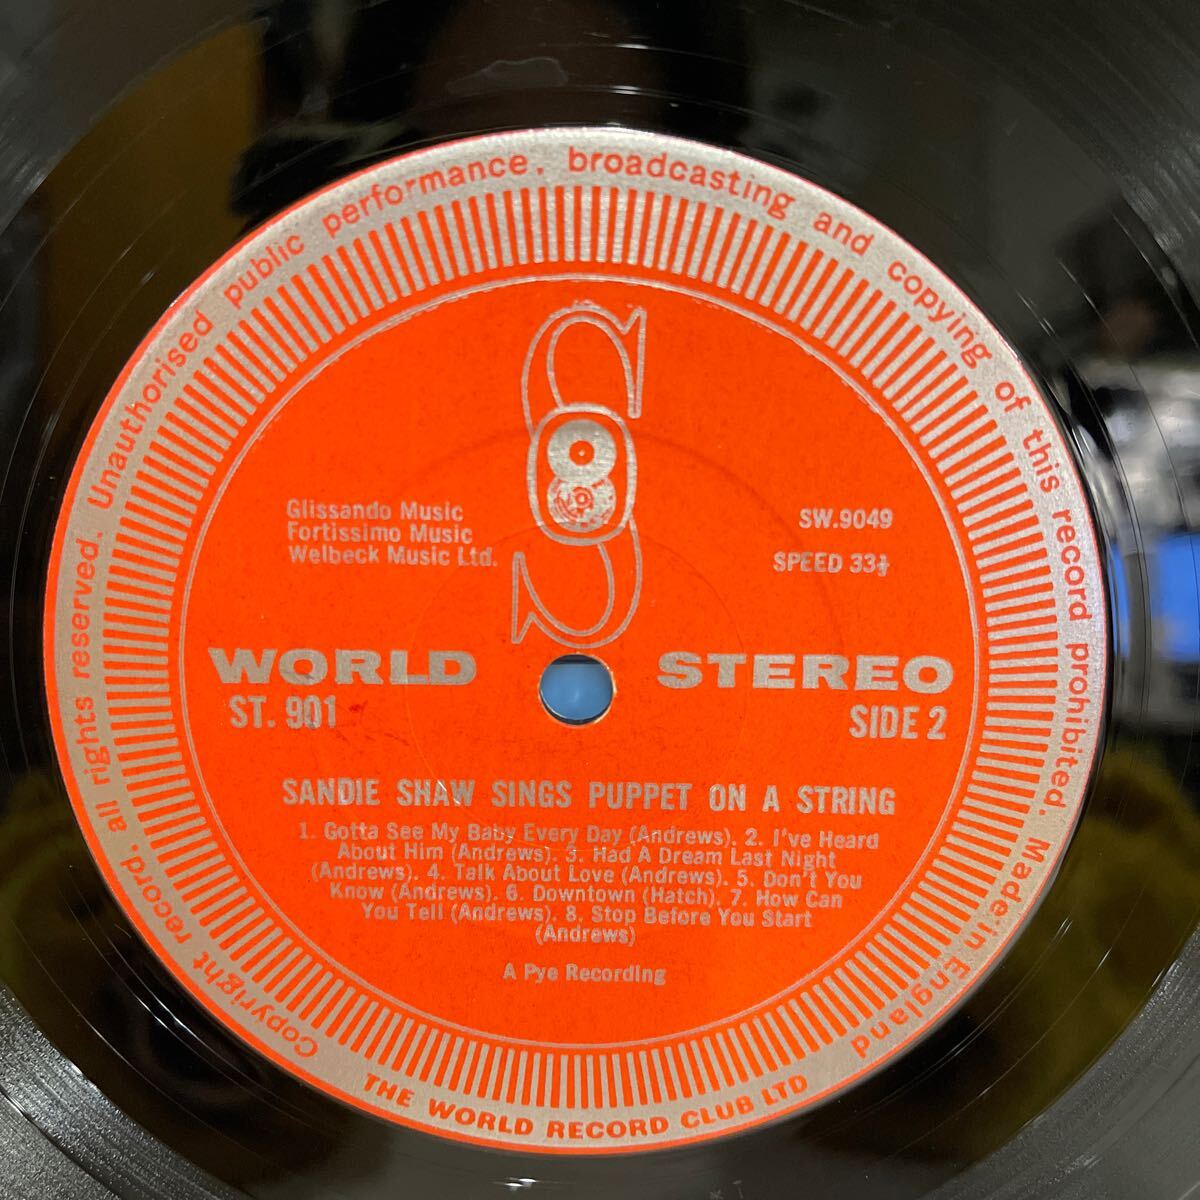 Copyright record. all rights reserved. Unauthorised public performance, broadcasting and copying of this record prohibited. Made in England
Glissando Music
Fortissimo Music
Welbeck Music Ltd.
SW.9049
SPEED 33⅓
WORLD STEREO
ST. 901
SIDE 2
SANDIE SHAW SINGS PUPPET ON A STRING
1. Gotta See My Baby Every Day (Andrews). 2. I've Heard
About Him (Andrews). 3. Had A Dream Last Night
(Andrews). 4. Talk About Love (Andrews). 5. Don't You
Know (Andrews). 6. Downtown (Hatch). 7. How Can
You Tell (Andrews). 8. Stop Before You Start
(Andrews)
A Pye Recording
THE WORLD RECORD CLUB LTD